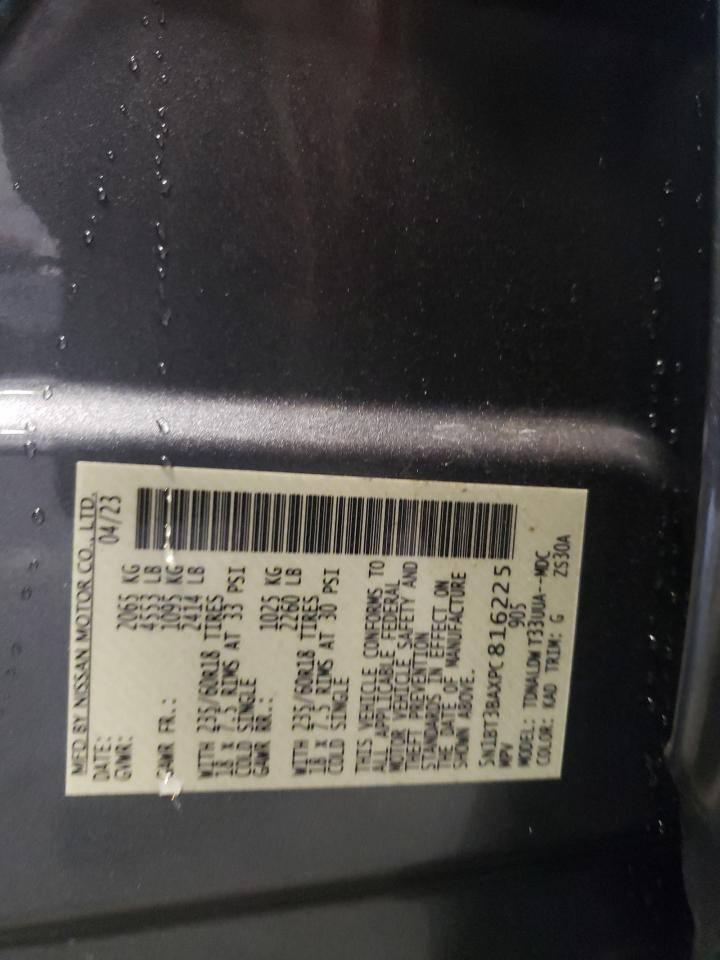 MFD BY NISSAN MOTOR CO., LTD.
DATE: 04/23
GVWR: 2065 KG
4553 LB
GAWR FR.: 1095 KG
2414 LB
WITH 235/60R18 TIRES
18 x 7.5 RIMS AT 33 PSI
COLD SINGLE
GAWR RR.: 1025 KG
2260 LB
WITH 235/60R18 TIRES
18 x 7.5 RIMS AT 30 PSI
COLD SINGLE
THIS VEHICLE CONFORMS TO
ALL APPLICABLE FEDERAL
MOTOR VEHICLE SAFETY AND
THEFT PREVENTION
STANDARDS IN EFFECT ON
THE DATE OF MANUFACTURE
SHOWN ABOVE.
5N1BT3BAXPC816225
MPV 905
MODEL: TDNALDW T33UUA--MDC
COLOR: KAD TRIM: G ZS30A